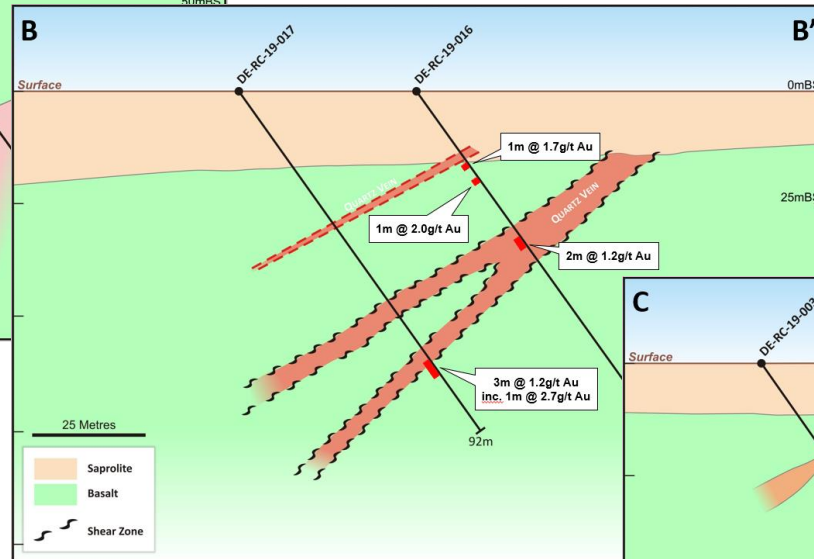 50mBS
B
B'
DE-RC-19-017
DE-RC-19-016
Surface
0mBS
1m @ 1.7g/t Au
QUARTZ VEIN
1m @ 2.0g/t Au
QUARTZ VEIN
25mBS
2m @ 1.2g/t Au
3m @ 1.2g/t Au
inc. 1m @ 2.7g/t Au
92m
25 Metres
Saprolite
Basalt
Shear Zone
C
DE-RC-19-003
Surface